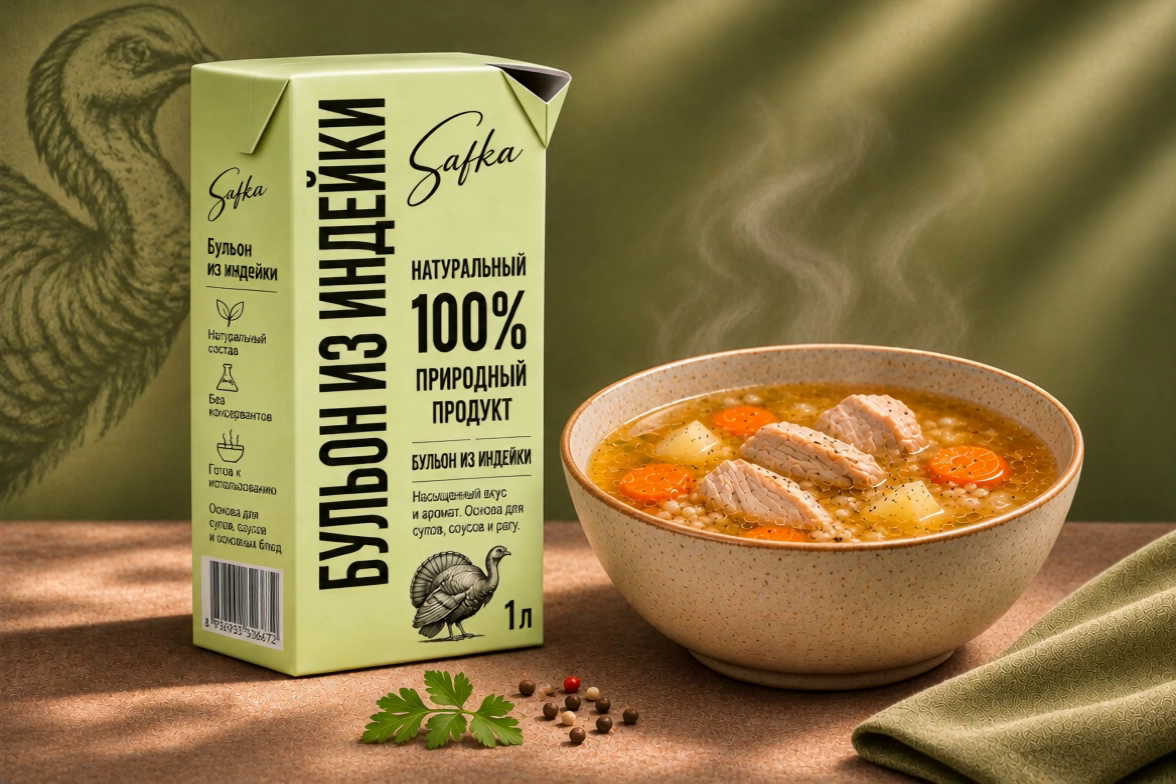 Safka
Бульон
из индейки
Натуральный
состав
Без
консервантов
Готов к
использованию
Основа для
супов, соусов
и основных блюд
БУЛЬОН ИЗ ИНДЕЙКИ
Safka
НАТУРАЛЬНЫЙ
100%
ПРИРОДНЫЙ
ПРОДУКТ
БУЛЬОН ИЗ ИНДЕЙКИ
Насыщенный вкус
и аромат. Основа для
супов, соусов и рагу.
1 л